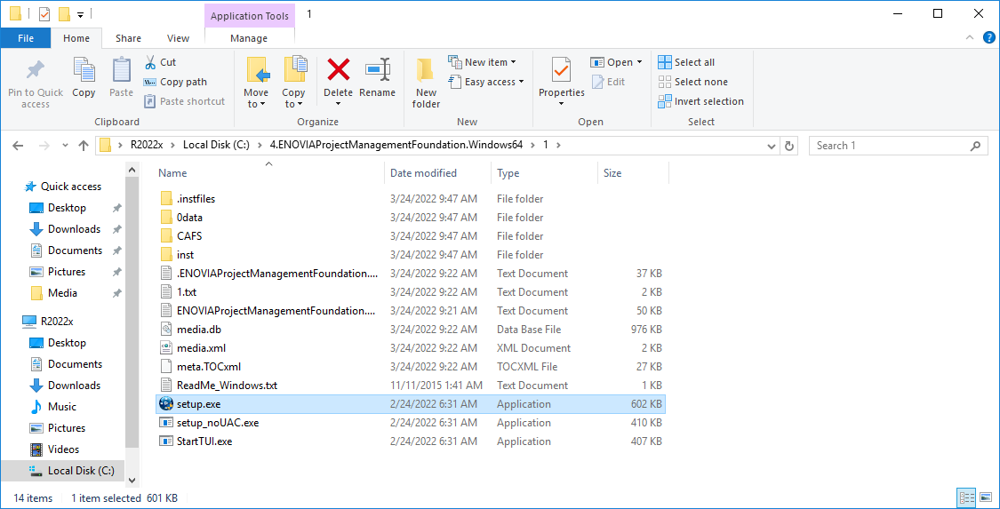 Application Tools 1
File Home Share View Manage
Pin to Quick access
Copy
Paste
Cut
Copy path
Paste shortcut
Clipboard
Move to
Copy to
Delete
Rename
Organize
New folder
New item
Easy access
New
Properties
Open
Edit
Open
Select all
Select none
Invert selection
Select
R2022x > Local Disk (C:) > 4.ENOVIAProjectManagementFoundation.Windows64 > 1 >
Search 1
Quick access
Desktop
Downloads
Documents
Pictures
Media
R2022x
Desktop
Documents
Downloads
Music
Pictures
Videos
Local Disk (C:)
Name Date modified Type Size
.instfiles 3/24/2022 9:47 AM File folder
0data 3/24/2022 9:47 AM File folder
CAFS 3/24/2022 9:47 AM File folder
inst 3/24/2022 9:47 AM File folder
.ENOVIAProjectManagementFoundation.... 3/24/2022 9:22 AM Text Document 37 KB
1.txt 3/24/2022 9:22 AM Text Document 2 KB
ENOVIAProjectManagementFoundation.... 3/24/2022 9:21 AM Text Document 50 KB
media.db 3/24/2022 9:22 AM Data Base File 976 KB
media.xml 3/24/2022 9:22 AM XML Document 2 KB
meta.TOCxml 3/24/2022 9:22 AM TOCXML File 27 KB
ReadMe_Windows.txt 11/11/2015 1:41 AM Text Document 1 KB
setup.exe 2/24/2022 6:31 AM Application 602 KB
setup_noUAC.exe 2/24/2022 6:31 AM Application 410 KB
StartTUI.exe 2/24/2022 6:31 AM Application 407 KB
14 items 1 item selected 601 KB